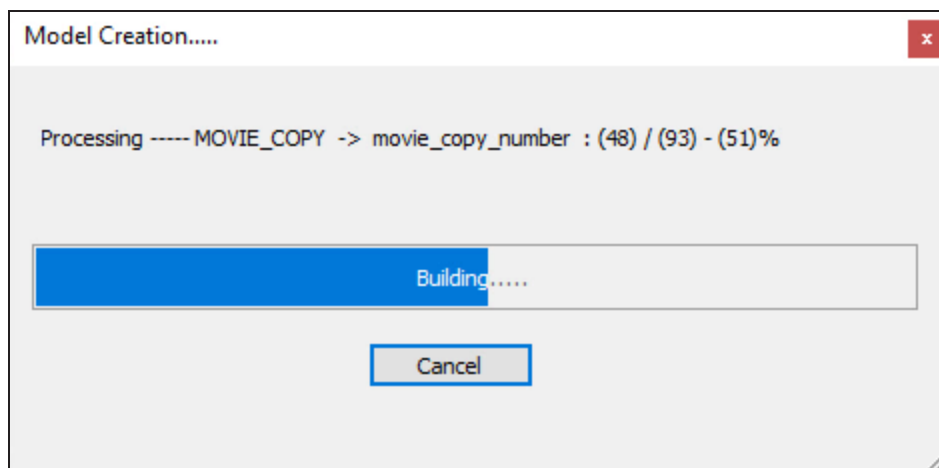 Model Creation.....
x
Processing ----- MOVIE_COPY -> movie_copy_number : (48) / (93) - (51)%
Building.....
Cancel